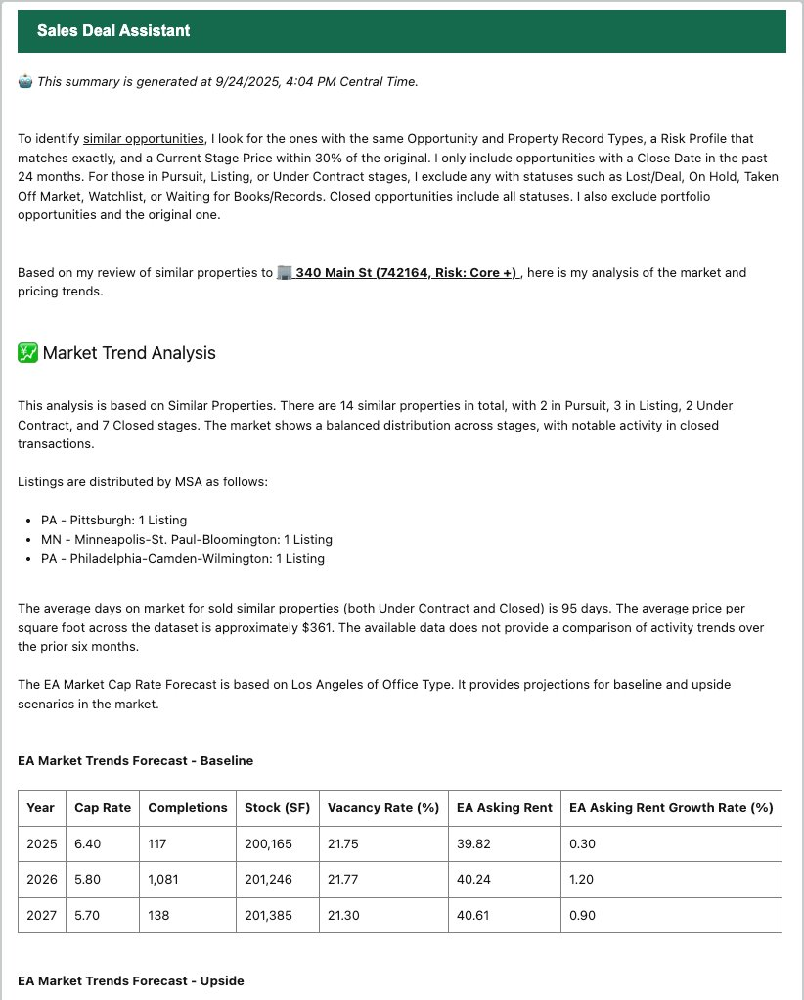 Sales Deal Assistant
This summary is generated at 9/24/2025, 4:04 PM Central Time.
To identify similar opportunities, I look for the ones with the same Opportunity and Property Record Types, a Risk Profile that
matches exactly, and a Current Stage Price within 30% of the original. I only include opportunities with a Close Date in the past
24 months. For those in Pursuit, Listing, or Under Contract stages, I exclude any with statuses such as Lost/Deal, On Hold, Taken
Off Market, Watchlist, or Waiting for Books/Records. Closed opportunities include all statuses. I also exclude portfolio
opportunities and the original one.
Based on my review of similar properties to 340 Main St (742164, Risk: Core +) , here is my analysis of the market and
pricing trends.
Market Trend Analysis
This analysis is based on Similar Properties. There are 14 similar properties in total, with 2 in Pursuit, 3 in Listing, 2 Under
Contract, and 7 Closed stages. The market shows a balanced distribution across stages, with notable activity in closed
transactions.
Listings are distributed by MSA as follows:
• PA - Pittsburgh: 1 Listing
• MN - Minneapolis-St. Paul-Bloomington: 1 Listing
• PA - Philadelphia-Camden-Wilmington: 1 Listing
The average days on market for sold similar properties (both Under Contract and Closed) is 95 days. The average price per
square foot across the dataset is approximately $361. The available data does not provide a comparison of activity trends over
the prior six months.
The EA Market Cap Rate Forecast is based on Los Angeles of Office Type. It provides projections for baseline and upside
scenarios in the market.
EA Market Trends Forecast - Baseline
Year Cap Rate Completions Stock (SF) Vacancy Rate (%) EA Asking Rent EA Asking Rent Growth Rate (%)
2025 6.40 117 200,165 21.75 39.82 0.30
2026 5.80 1,081 201,246 21.77 40.24 1.20
2027 5.70 138 201,385 21.30 40.61 0.90
EA Market Trends Forecast - Upside